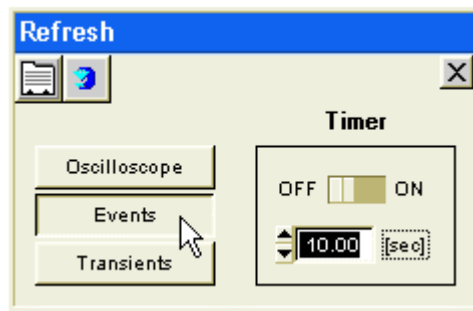 Refresh
Timer
Oscilloscope
OFF ON
Events
10.00 [sec]
Transients